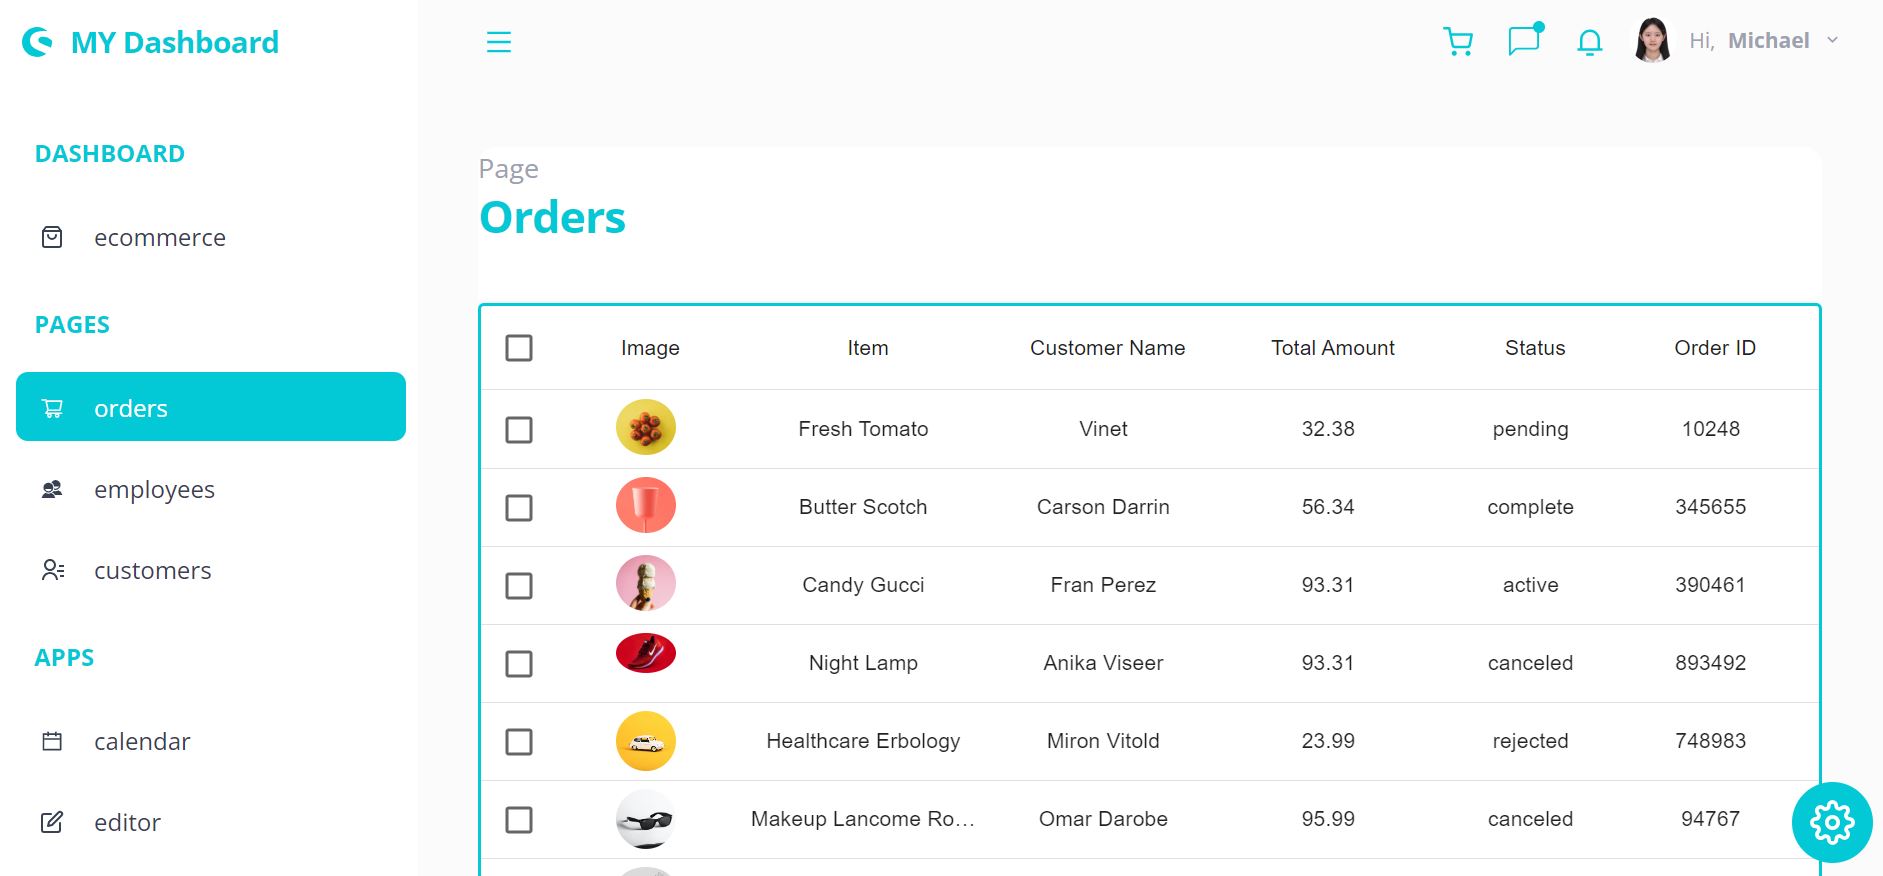 MY Dashboard
Hi, Michael
DASHBOARD
ecommerce
PAGES
orders
employees
customers
APPS
calendar
editor
Page
Orders
Image Item Customer Name Total Amount Status Order ID
Fresh Tomato Vinet 32.38 pending 10248
Butter Scotch Carson Darrin 56.34 complete 345655
Candy Gucci Fran Perez 93.31 active 390461
Night Lamp Anika Viseer 93.31 canceled 893492
Healthcare Erbology Miron Vitold 23.99 rejected 748983
Makeup Lancome Ro... Omar Darobe 95.99 canceled 94767